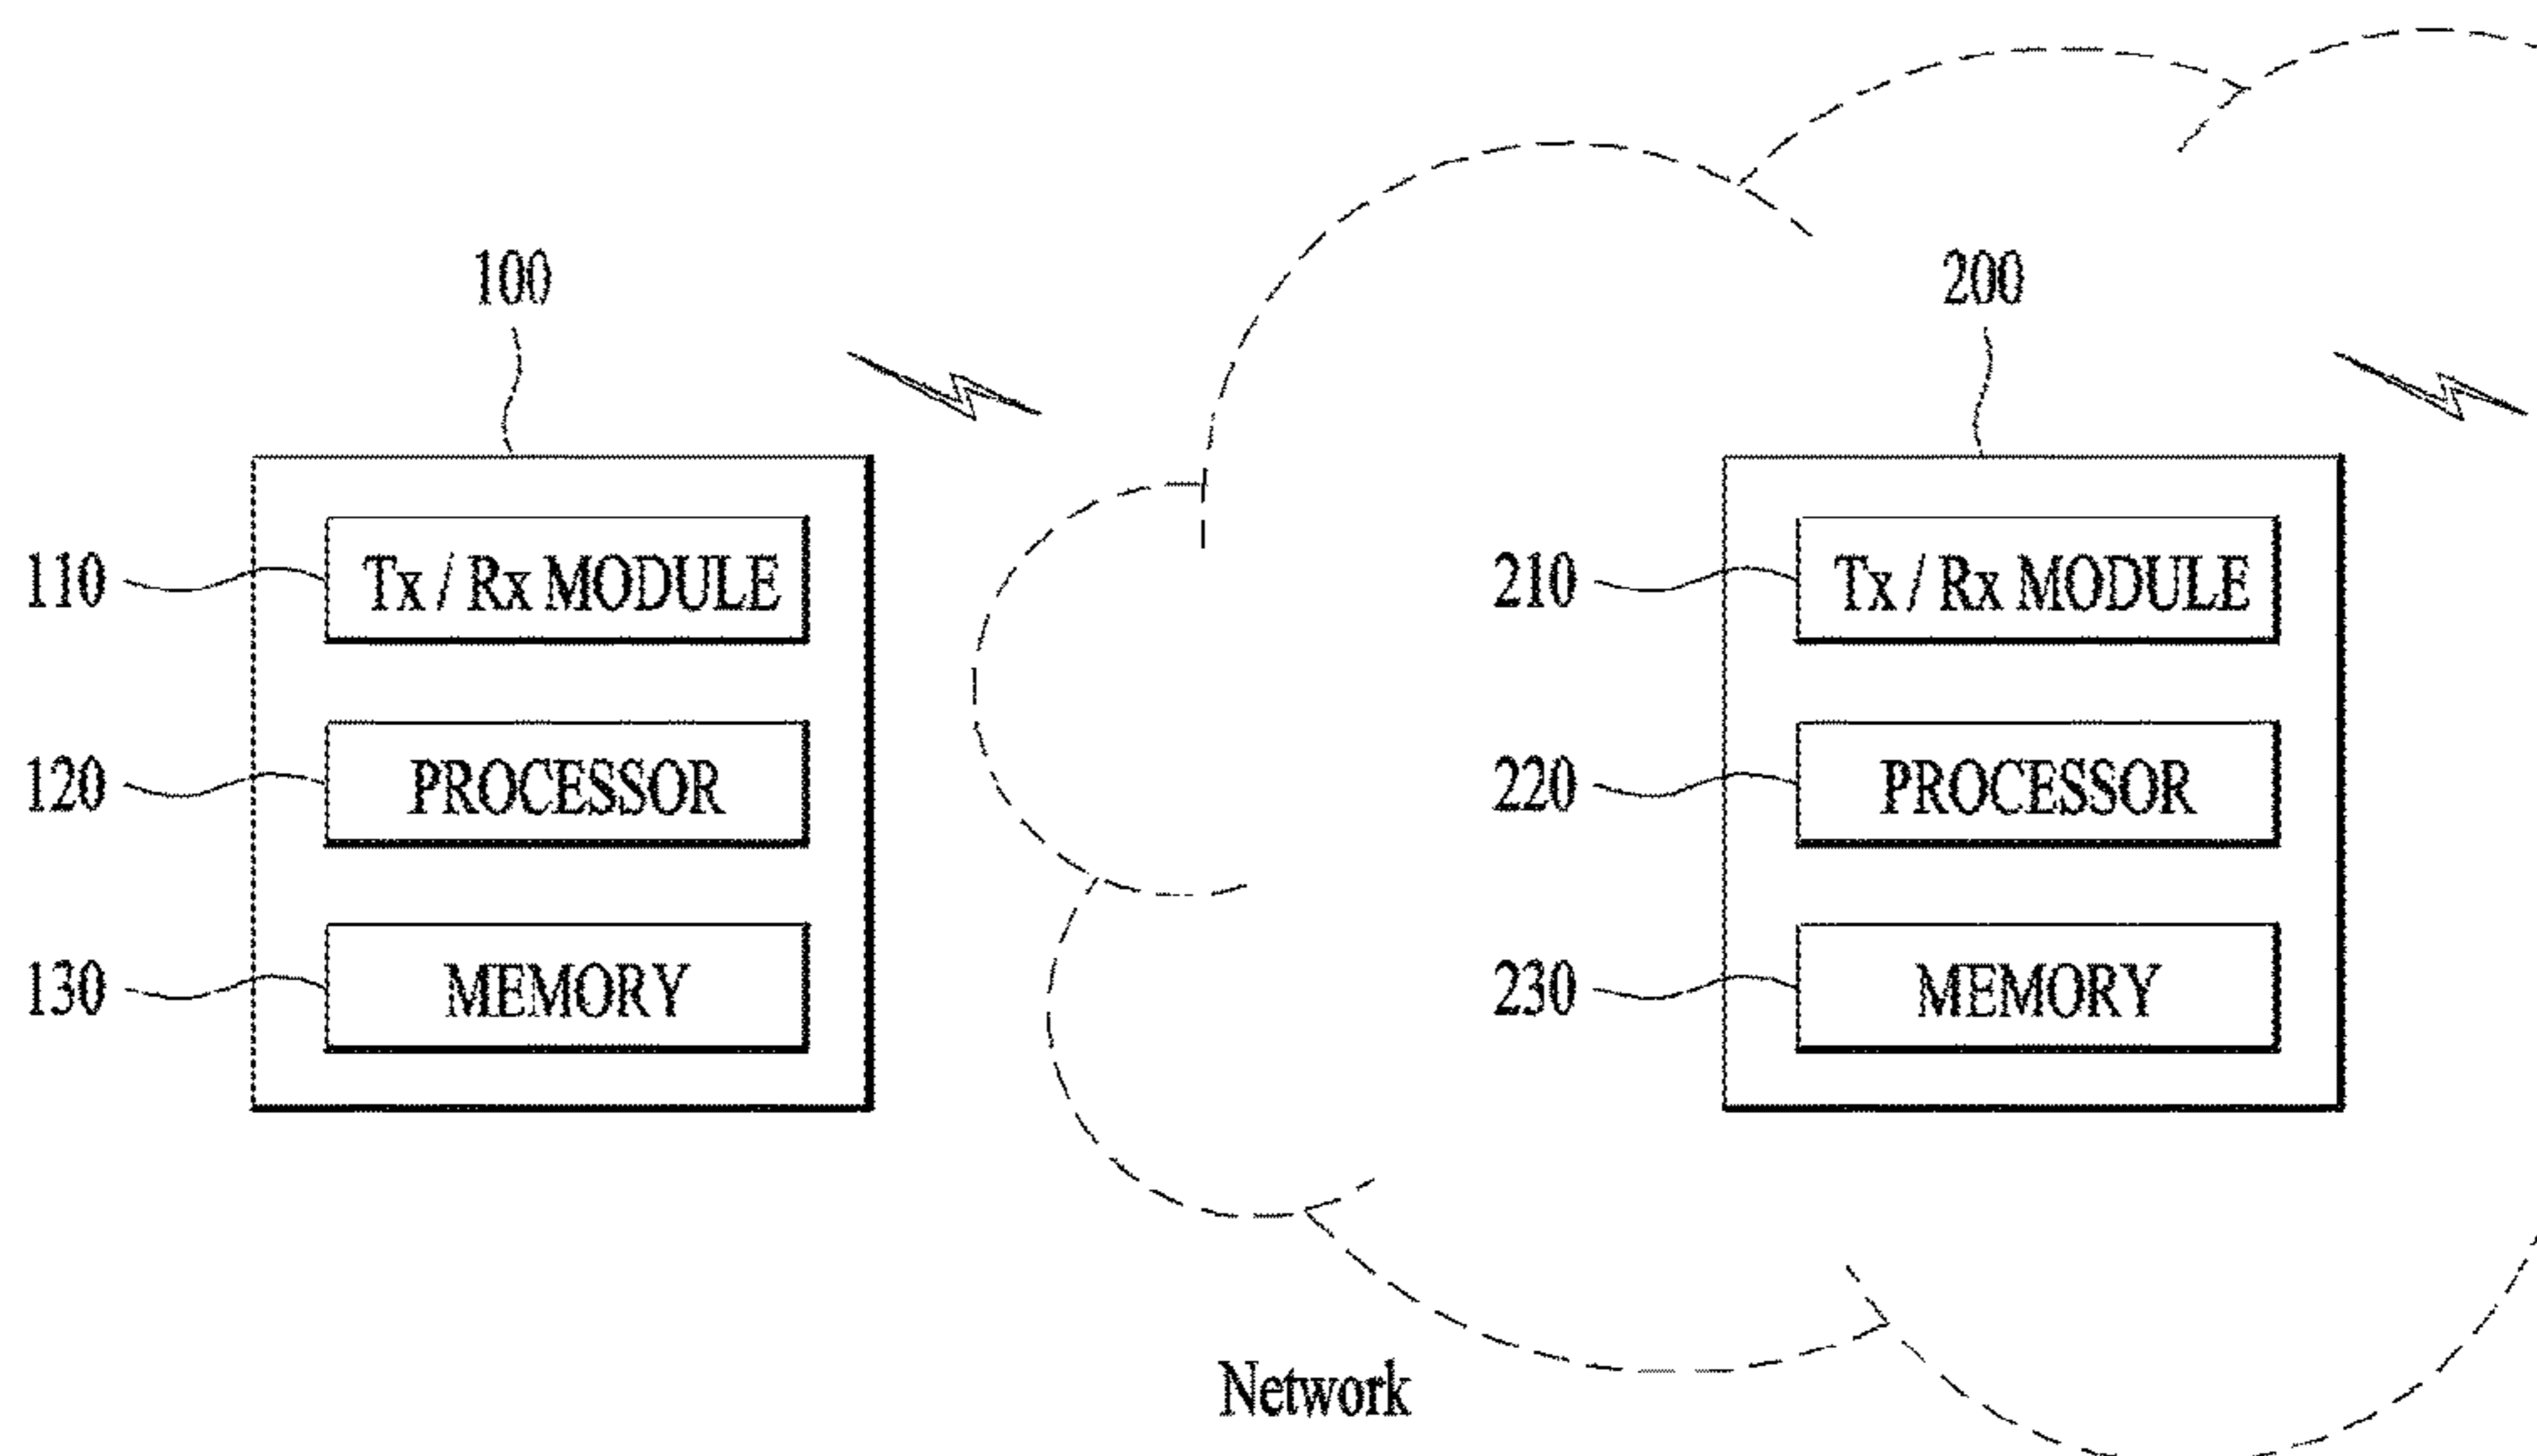 100
200
110 Tx / Rx MODULE
210 Tx / Rx MODULE
120 PROCESSOR
220 PROCESSOR
130 MEMORY
230 MEMORY
Network